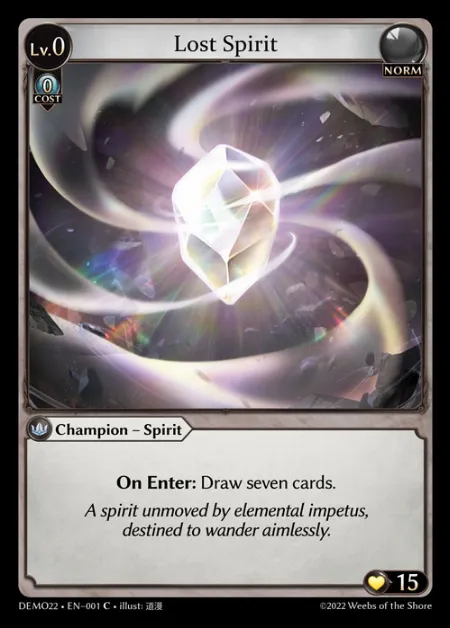 Lv.0
Lost Spirit
NORM
0
COST
Champion – Spirit
On Enter: Draw seven cards.
A spirit unmoved by elemental impetus,
destined to wander aimlessly.
15
DEMO22 • EN–001 C • illust: 道漫
©2022 Weebs of the Shore